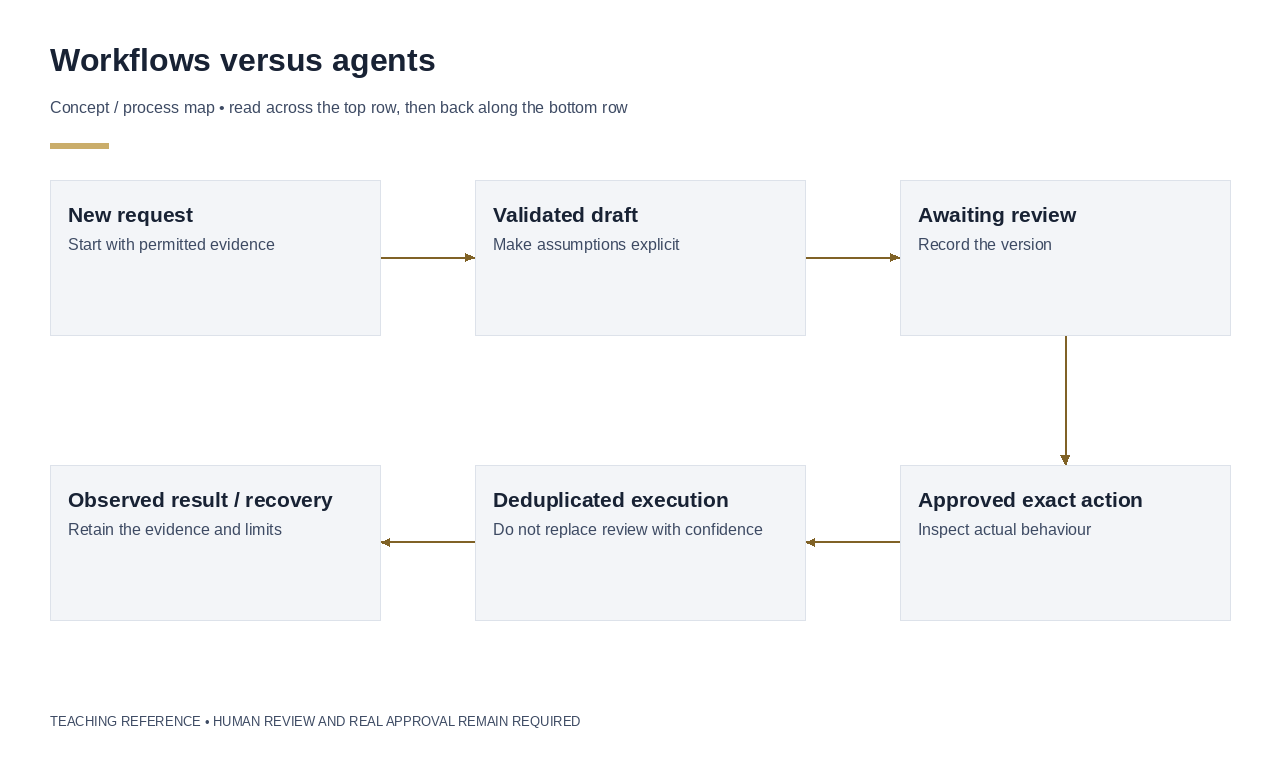 Workflows versus agents
Concept / process map • read across the top row, then back along the bottom row
New request
Start with permitted evidence
Validated draft
Make assumptions explicit
Awaiting review
Record the version
Approved exact action
Inspect actual behaviour
Deduplicated execution
Do not replace review with confidence
Observed result / recovery
Retain the evidence and limits
TEACHING REFERENCE • HUMAN REVIEW AND REAL APPROVAL REMAIN REQUIRED